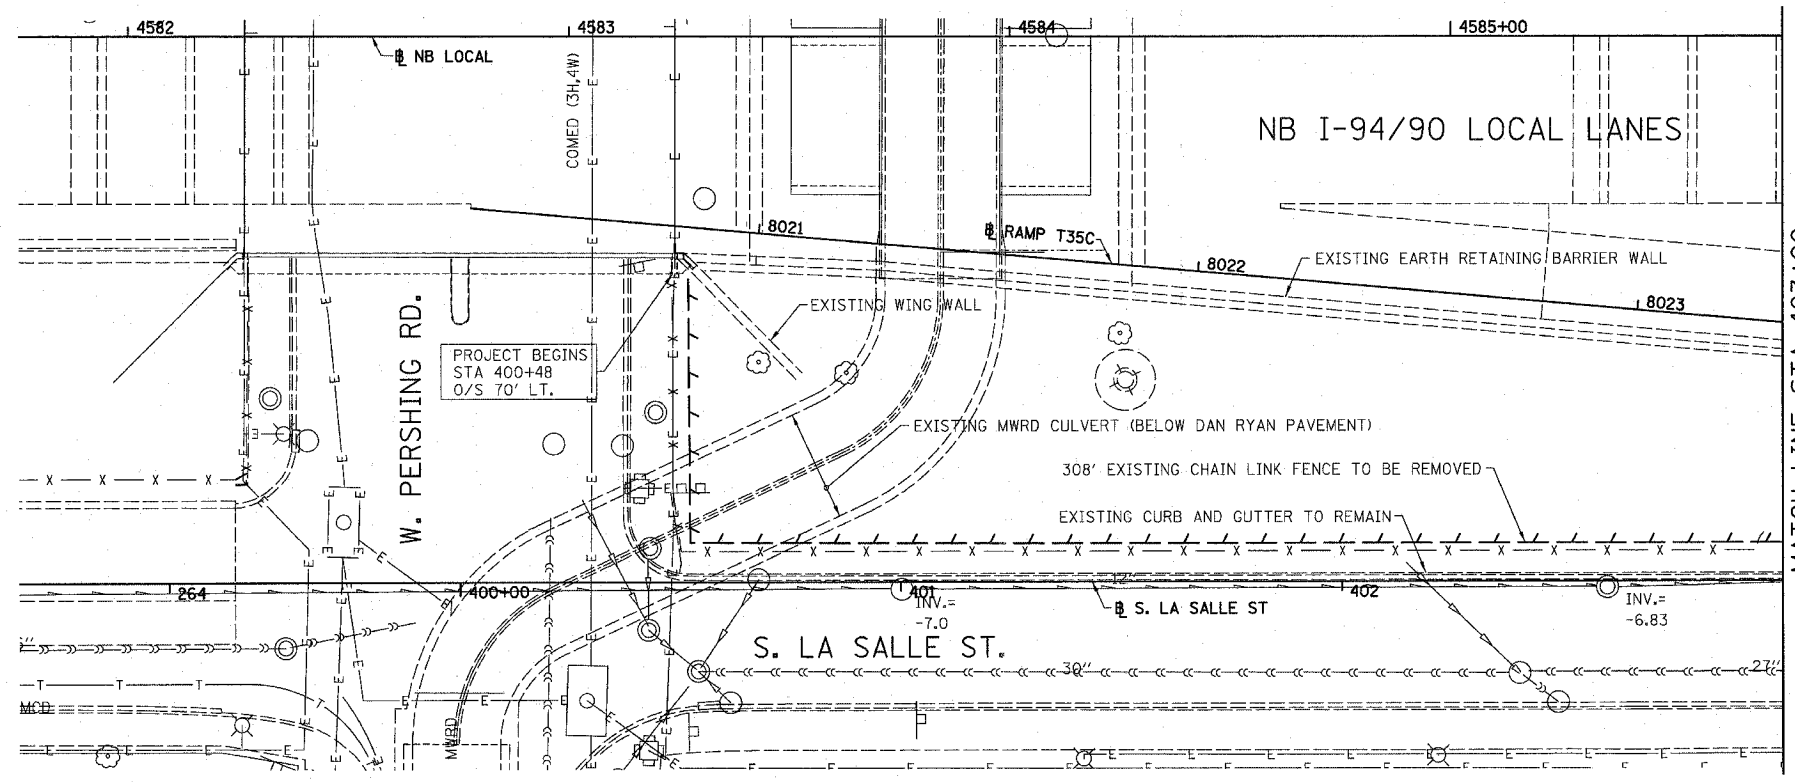 4582
4583
4584
4585+00
℄ NB LOCAL
COMED (3H,4W)
NB I-94/90 LOCAL LANES
8021
℄ RAMP T35C
8022
EXISTING EARTH RETAINING BARRIER WALL
8023
EXISTING WING WALL
W. PERSHING RD.
PROJECT BEGINS
STA 400+48
O/S 70' LT.
EXISTING MWRD CULVERT (BELOW DAN RYAN PAVEMENT)
308' EXISTING CHAIN LINK FENCE TO BE REMOVED
EXISTING CURB AND GUTTER TO REMAIN
264
400+00
401
12"
402
INV.=
-7.0
℄ S. LA SALLE ST
INV.=
-6.83
S. LA SALLE ST.
30"
27"
MCD
MWRD